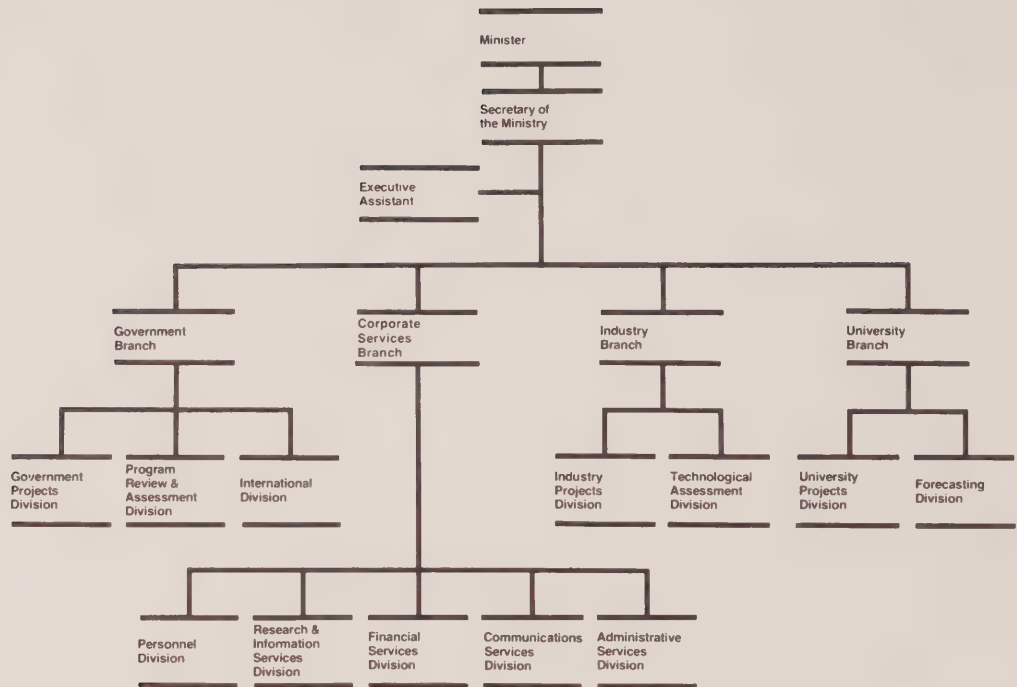 Minister
Secretary of
the Ministry
Executive
Assistant
Government
Branch
Corporate
Services
Branch
Industry
Branch
University
Branch
Government
Projects
Division
Program
Review &
Assessment
Division
International
Division
Industry
Projects
Division
Technological
Assessment
Division
University
Projects
Division
Forecasting
Division
Personnel
Division
Research &
Information
Services
Division
Financial
Services
Division
Communications
Services
Division
Administrative
Services
Division